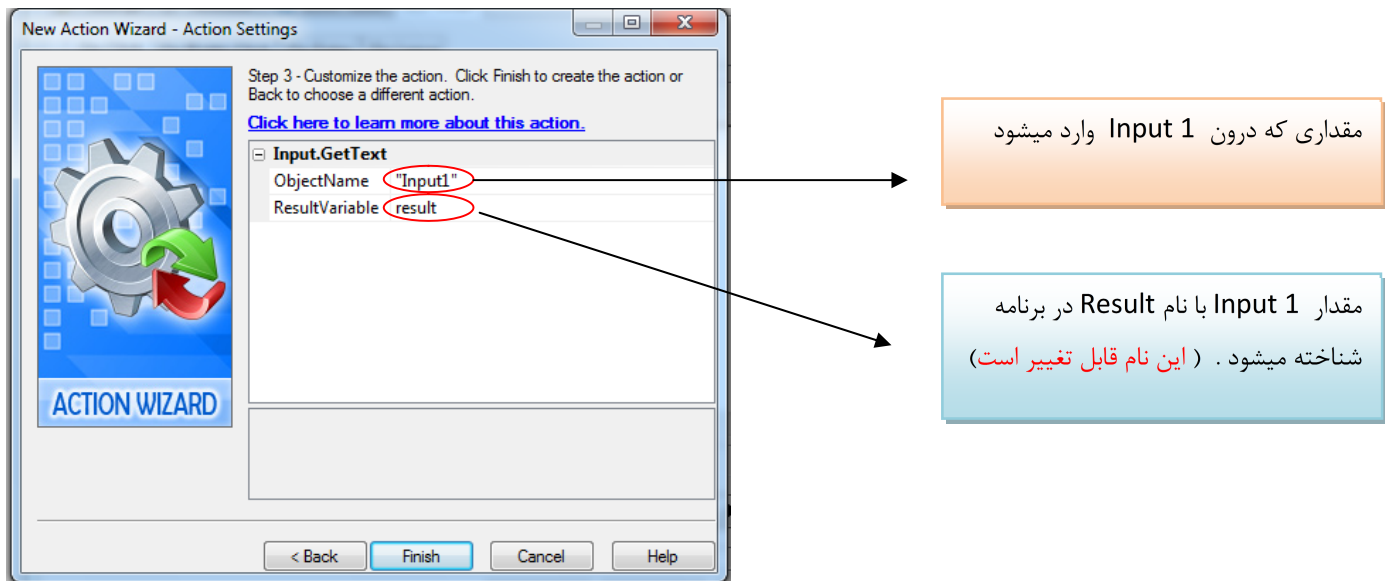 New Action Wizard - Action Settings
Step 3 - Customize the action. Click Finish to create the action or
Back to choose a different action.
Click here to learn more about this action.
Input.GetText
ObjectName "Input1"
ResultVariable result
ACTION WIZARD
< Back Finish Cancel Help
مقداری که درون Input 1 وارد میشود
مقدار Input 1 با نام Result در برنامه
شناخته میشود . ( این نام قابل تغییر است)